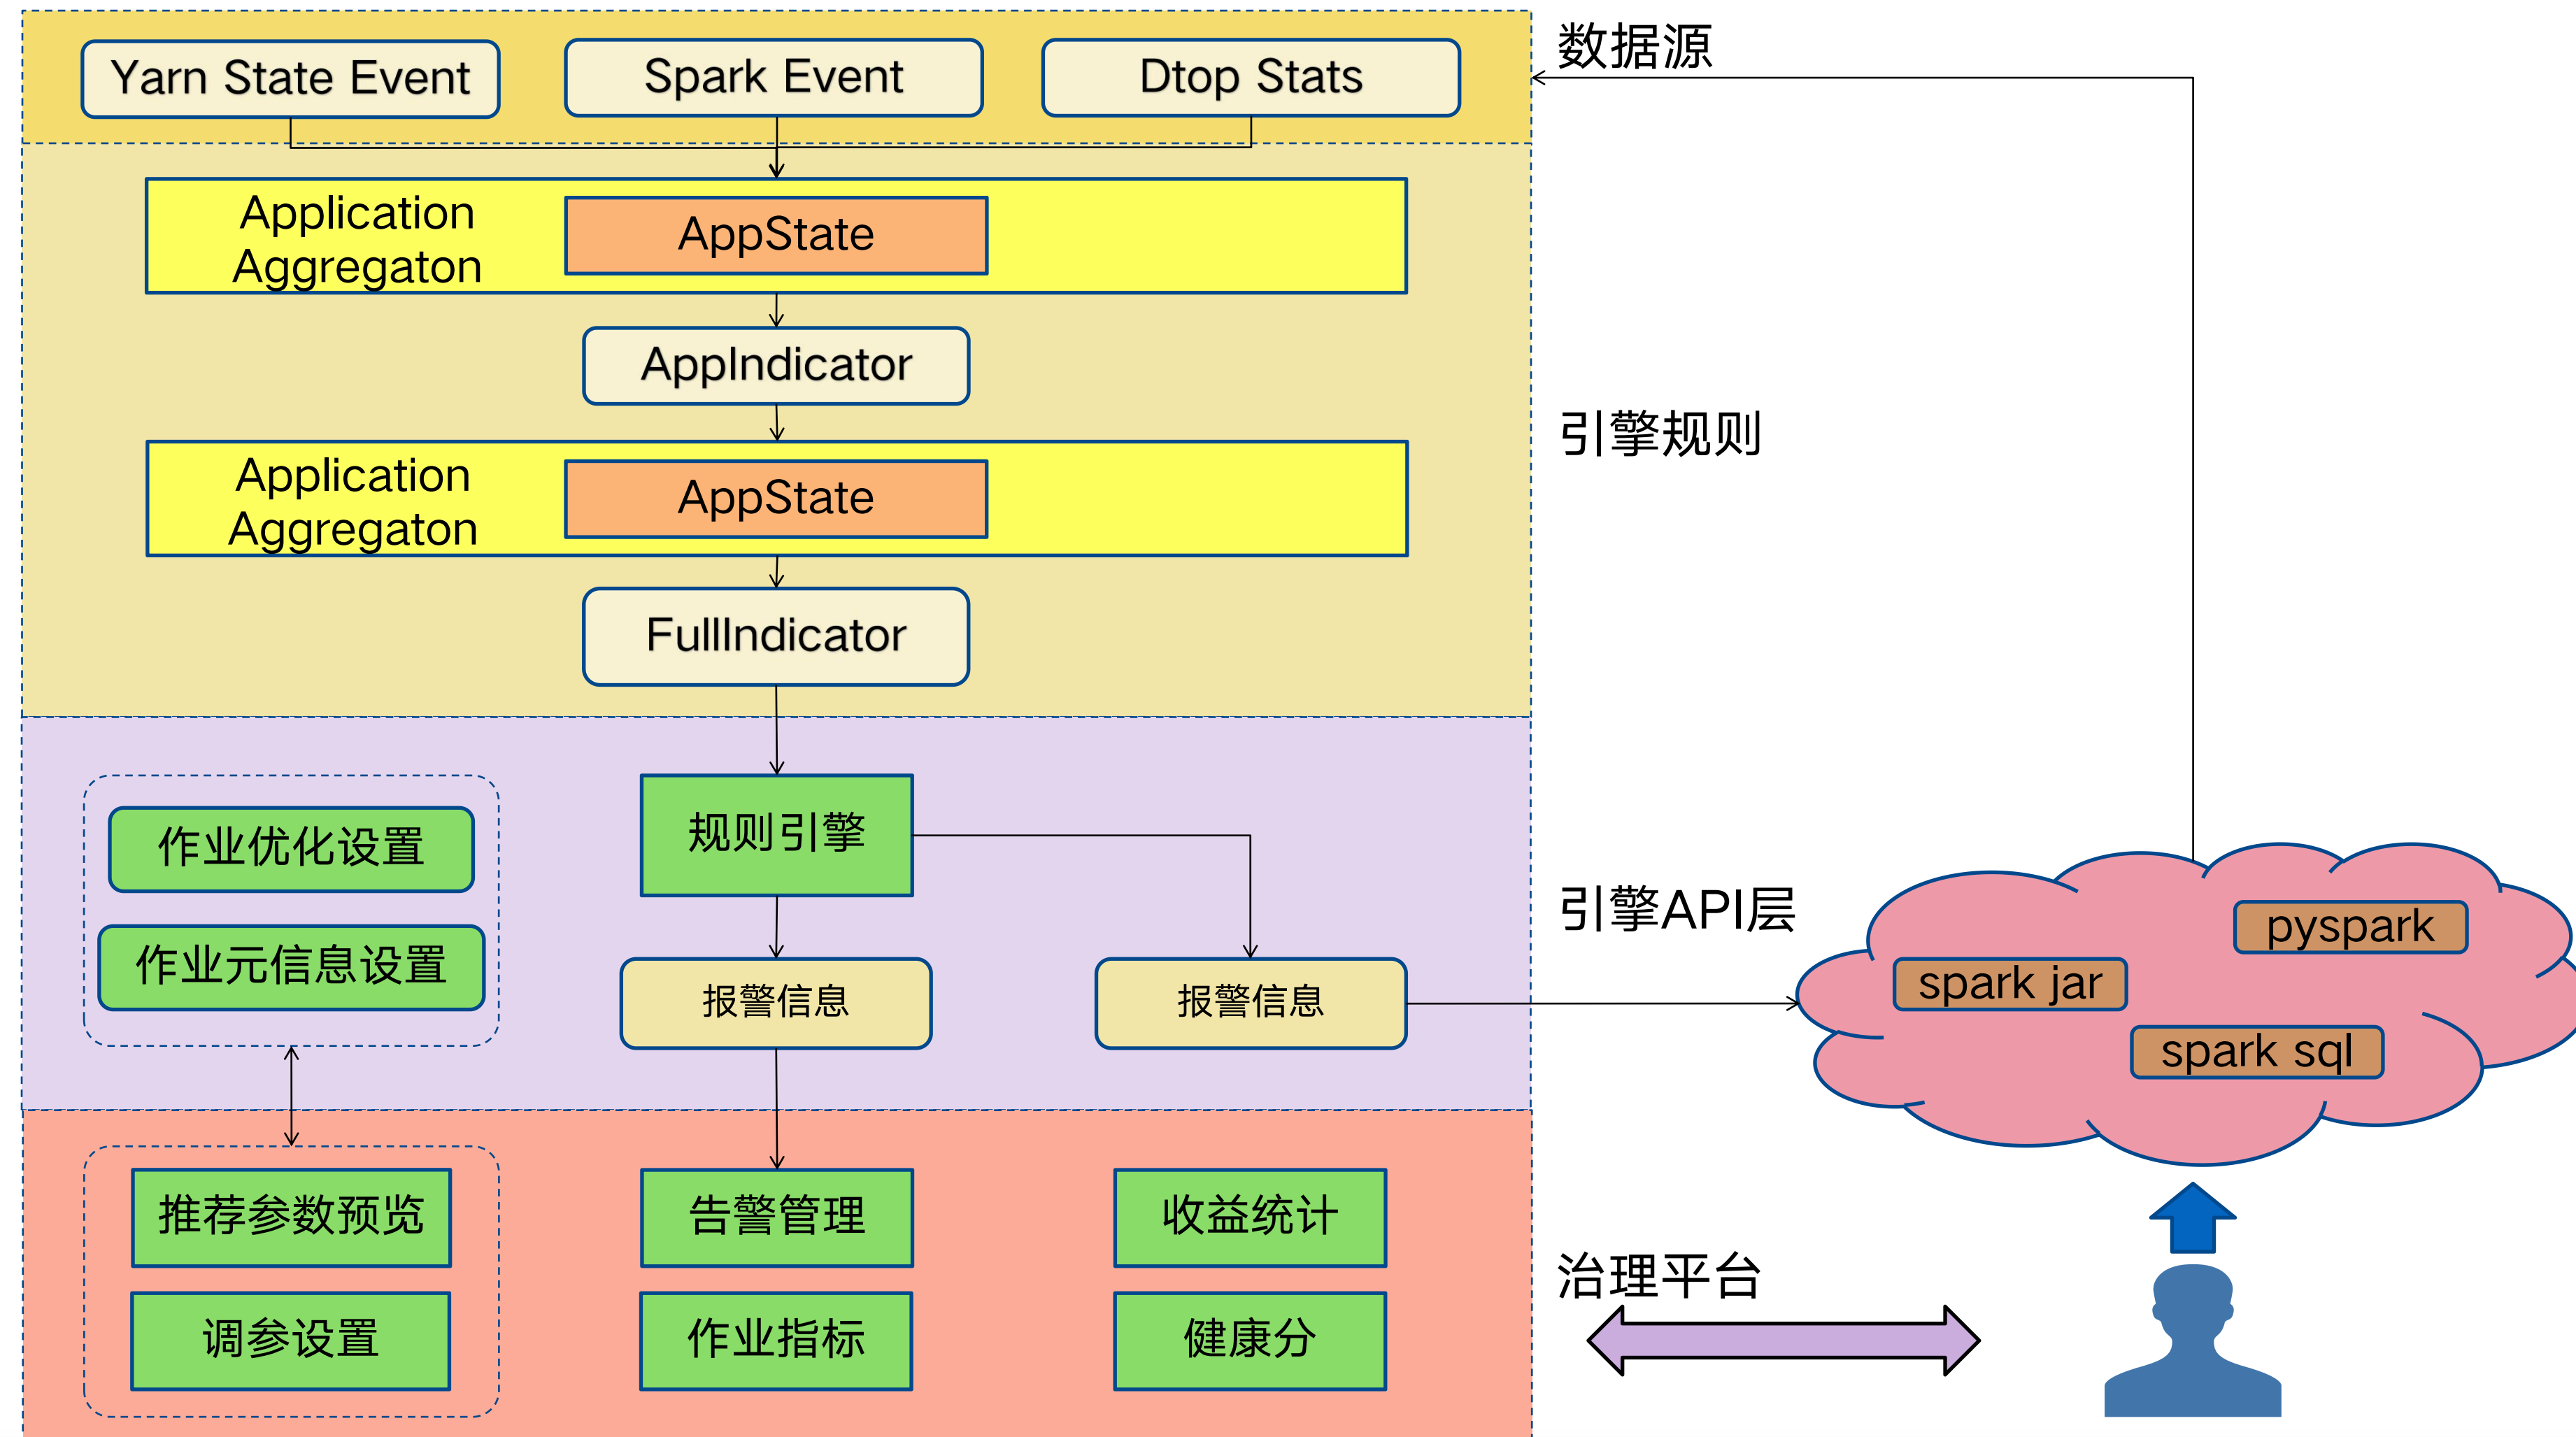 Yarn State Event
Spark Event
Dtop Stats
数据源
Application
Aggregaton
AppState
AppIndicator
引擎规则
Application
Aggregaton
AppState
FullIndicator
作业优化设置
作业元信息设置
规则引擎
报警信息
报警信息
引擎API层
pyspark
spark jar
spark sql
推荐参数预览
告警管理
收益统计
治理平台
调参设置
作业指标
健康分